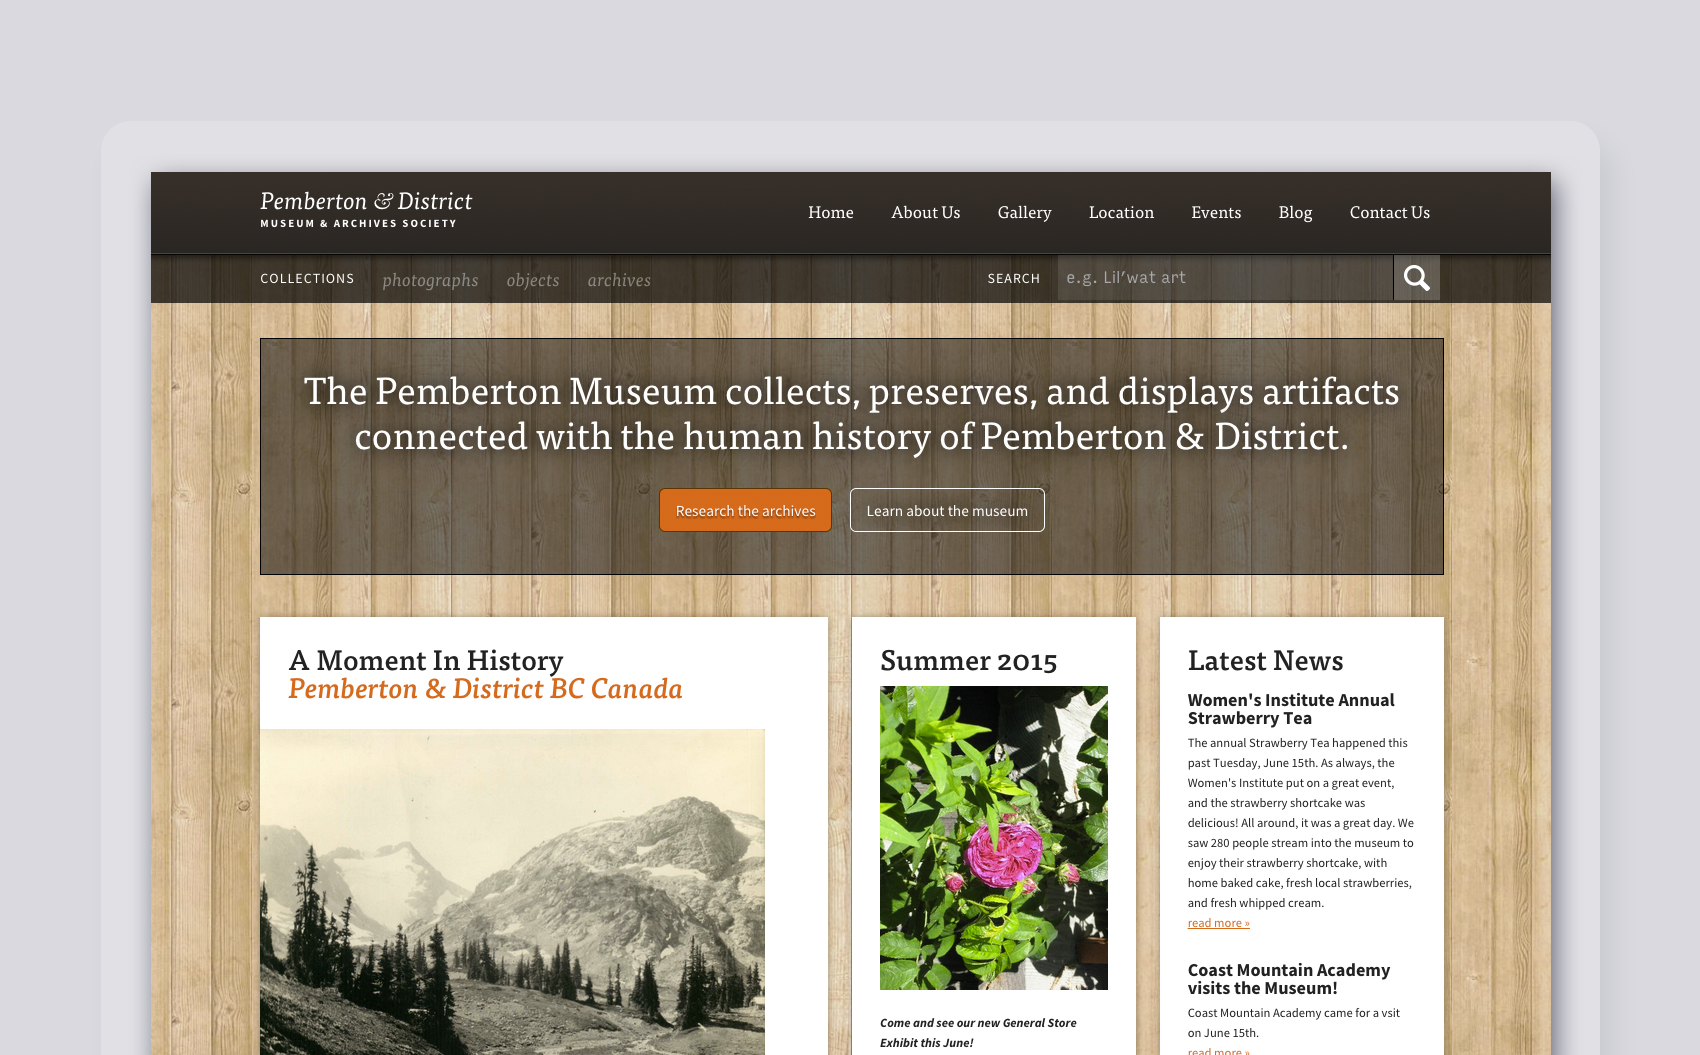 Pemberton & District
MUSEUM & ARCHIVES SOCIETY
Home About Us Gallery Location Events Blog Contact Us
COLLECTIONS photographs objects archives
SEARCH e.g. Lil'wat art
The Pemberton Museum collects, preserves, and displays artifacts
connected with the human history of Pemberton & District.
Research the archives Learn about the museum
A Moment In History
Pemberton & District BC Canada
Summer 2015
Come and see our new General Store
Exhibit this June!
Latest News
Women's Institute Annual
Strawberry Tea
The annual Strawberry Tea happened this
past Tuesday, June 15th. As always, the
Women's Institute put on a great event,
and the strawberry shortcake was
delicious! All around, it was a great day. We
saw 280 people stream into the museum to
enjoy their strawberry shortcake, with
home baked cake, fresh local strawberries,
and fresh whipped cream.
read more »
Coast Mountain Academy
visits the Museum!
Coast Mountain Academy came for a vsit
on June 15th.
read more »